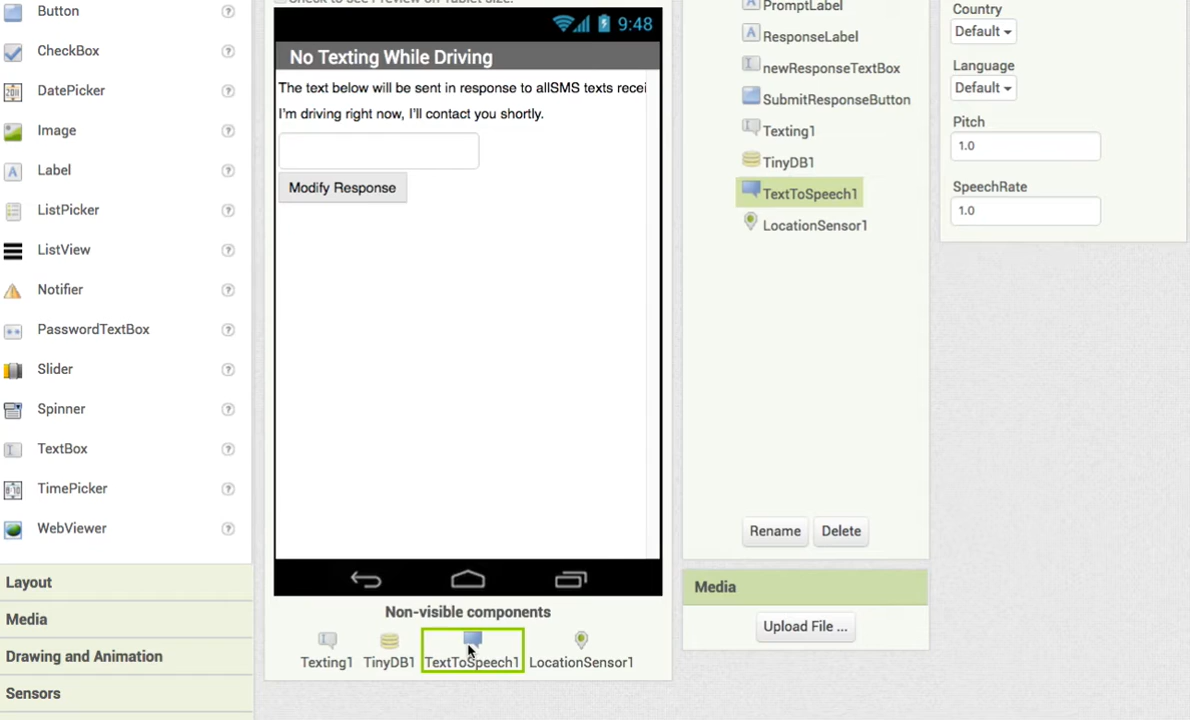 Button
CheckBox
DatePicker
Image
Label
ListPicker
ListView
Notifier
PasswordTextBox
Slider
Spinner
TextBox
TimePicker
WebViewer
Layout
Media
Drawing and Animation
Sensors
9:48
No Texting While Driving
The text below will be sent in response to allSMS texts recei
I'm driving right now, I'll contact you shortly.
Modify Response
Non-visible components
Texting1
TinyDB1
TextToSpeech1
LocationSensor1
PromptLabel
ResponseLabel
newResponseTextBox
SubmitResponseButton
Texting1
TinyDB1
TextToSpeech1
LocationSensor1
Rename
Delete
Media
Upload File ...
Country
Default
Language
Default
Pitch
1.0
SpeechRate
1.0